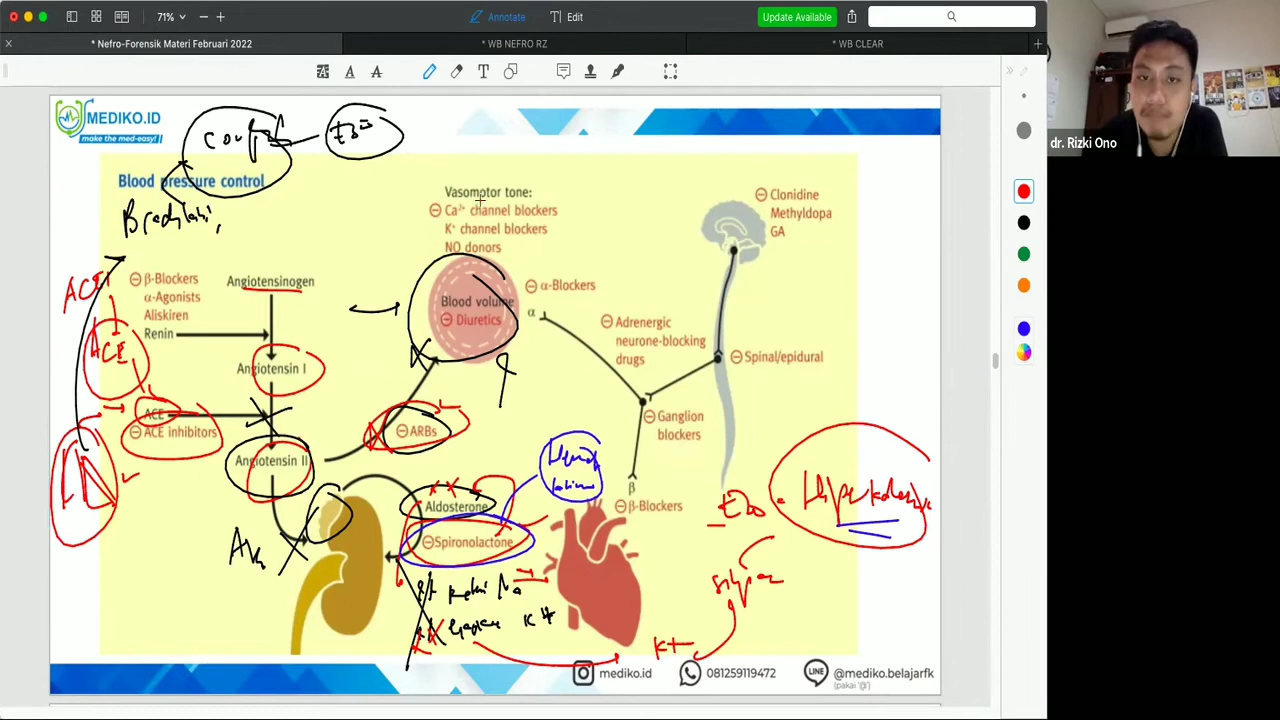 71%
Annotate
Edit
Update Available
* Nefro-Forensik Materi Februari 2022
* WB NEFRO RZ
* WB CLEAR
MEDIKO.ID
make the med-easy!
Blood pressure control
Vasomotor tone:
Ca²⁺ channel blockers
K⁺ channel blockers
NO donors
Clonidine
Methyldopa
GA
dr. Rizki Ono
β-Blockers
α-Agonists
Aliskiren
Renin
Angiotensinogen
Blood volume
Diuretics
α-Blockers
α
Adrenergic
neurone-blocking
drugs
Spinal/epidural
ACEI
ACE
Angiotensin I
ACE
ACE inhibitors
ARBs
Ganglion
blockers
Angiotensin II
β
β-Blockers
Aldosterone
Spironolactone
K+
mediko.id
081259119472
@mediko.belajarfk
(pakai '@')